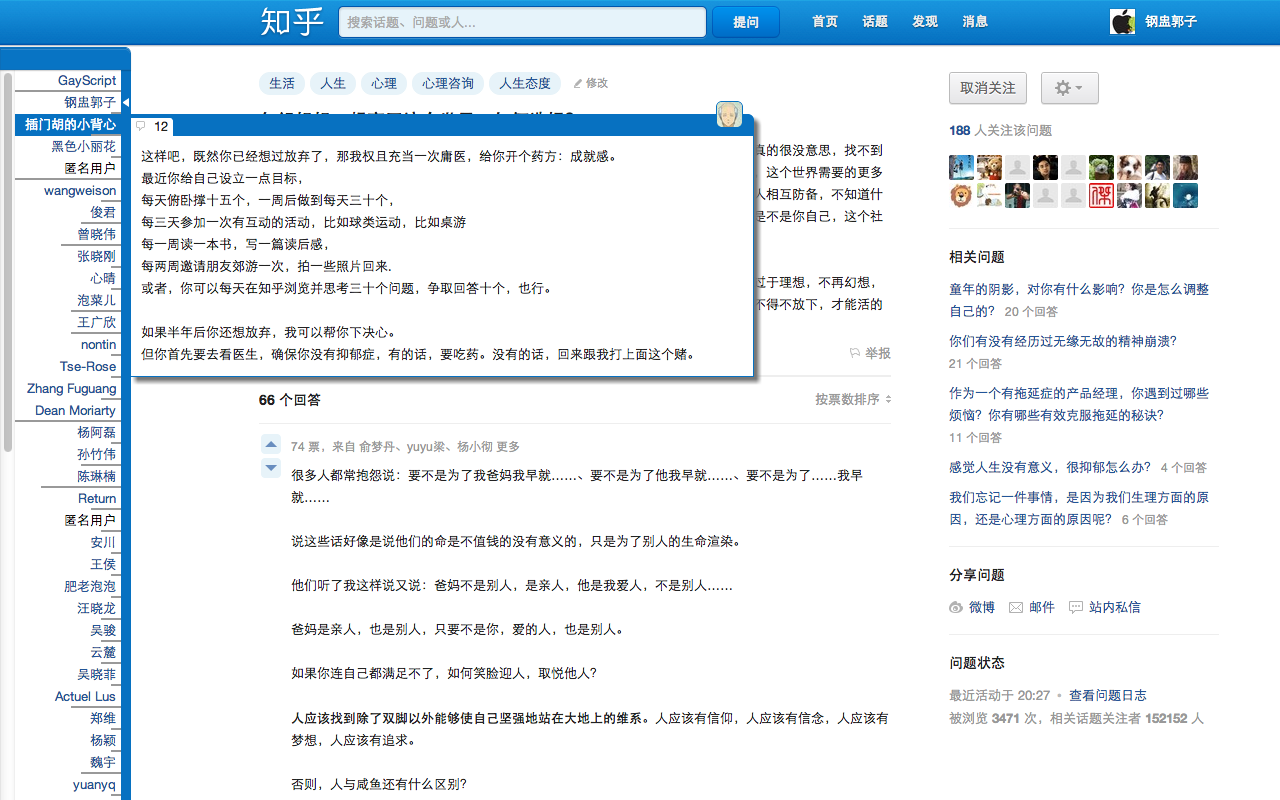 知乎
搜索话题、问题或人...
提问
首页
话题
发现
消息
钢蛊郭子
GayScript
钢蛊郭子
插门胡的小背心
黑色小丽花
匿名用户
wangweison
俊君
曾晓伟
张晓刚
心晴
泡菜儿
王广欣
nontin
Tse-Rose
Zhang Fuguang
Dean Moriarty
杨阿磊
孙竹伟
陈琳楠
Return
匿名用户
安川
王侯
肥老泡泡
汪晓龙
吴骏
云麓
吴晓菲
Actuel Lus
郑维
杨颖
魏宇
yuanyq
生活
人生
心理
心理咨询
人生态度
修改
12
这样吧，既然你已经想过放弃了，那我权且充当一次庸医，给你开个药方：成就感。
最近你给自己设立一点目标，
每天俯卧撑十五个，一周后做到每天三十个，
每三天参加一次有互动的活动，比如球类运动，比如桌游
每一周读一本书，写一篇读后感，
每两周邀请朋友郊游一次，拍一些照片回来.
或者，你可以每天在知乎浏览并思考三十个问题，争取回答十个，也行。
如果半年后你还想放弃，我可以帮你下决心。
但你首先要去看医生，确保你没有抑郁症，有的话，要吃药。没有的话，回来跟我打上面这个赌。
真的很没意思，找不到
这个世界需要的更多
人相互防备，不知道什
是不是你自己，这个社
过于理想，不再幻想，
不得不放下，才能活的
举报
66 个回答
按票数排序
74 票，来自 俞梦丹、yuyu梁、杨小彻 更多
很多人都常抱怨说：要不是为了我爸妈我早就......、要不是为了他我早就......、要不是为了......我早
就......
说这些话好像是说他们的命是不值钱的没有意义的，只是为了别人的生命渲染。
他们听了我这样说又说：爸妈不是别人，是亲人，他是我爱人，不是别人......
爸妈是亲人，也是别人，只要不是你，爱的人，也是别人。
如果你连自己都满足不了，如何笑脸迎人，取悦他人？
人应该找到除了双脚以外能够使自己坚强地站在大地上的维系。人应该有信仰，人应该有信念，人应该有
梦想，人应该有追求。
否则，人与咸鱼还有什么区别？
取消关注
188 人关注该问题
相关问题
童年的阴影，对你有什么影响？你是怎么调整
自己的？ 20 个回答
你们有没有经历过无缘无故的精神崩溃？
21 个回答
作为一个有拖延症的产品经理，你遇到过哪些
烦恼？你有哪些有效克服拖延的秘诀？
11 个回答
感觉人生没有意义，很抑郁怎么办？ 4 个回答
我们忘记一件事情，是因为我们生理方面的原
因，还是心理方面的原因呢？ 6 个回答
分享问题
微博
邮件
站内私信
问题状态
最近活动于 20:27 • 查看问题日志
被浏览 3471 次，相关话题关注者 152152 人